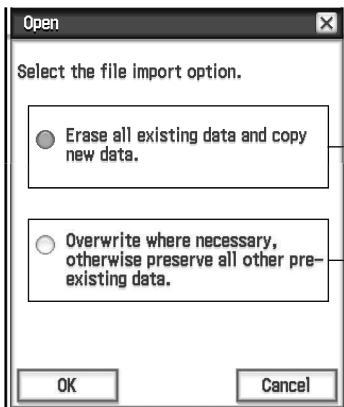 Open
Select the file import option.
Erase all existing data and copy
new data.
Overwrite where necessary,
otherwise preserve all other pre-
existing data.
OK
Cancel